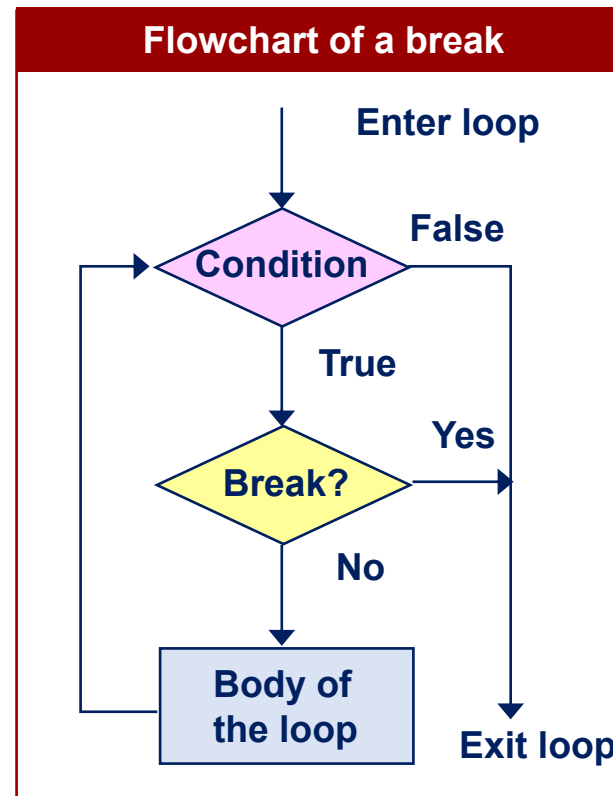 Flowchart of a break
Enter loop
False
Condition
True
Yes
Break?
No
Body of
the loop
Exit loop